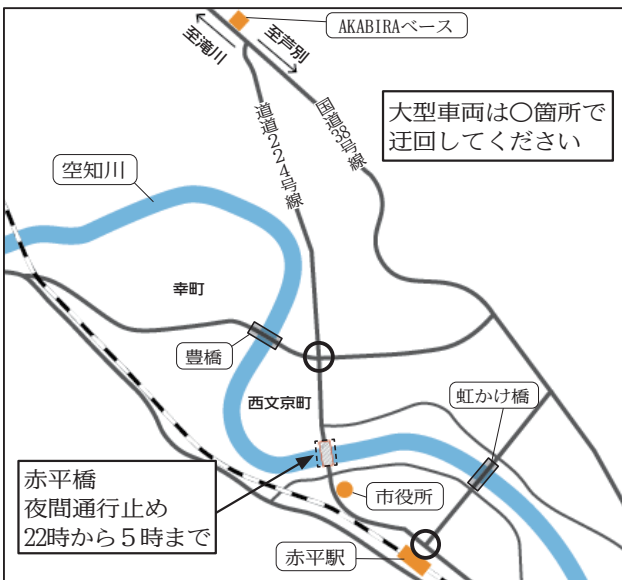 AKABIRAベース
至滝川
至芦別
道道224号線
国道38号線
大型車両は〇箇所で
迂回してください
空知川
幸町
豊橋
西文京町
虹かけ橋
赤平橋
夜間通行止め
22時から５時まで
市役所
赤平駅